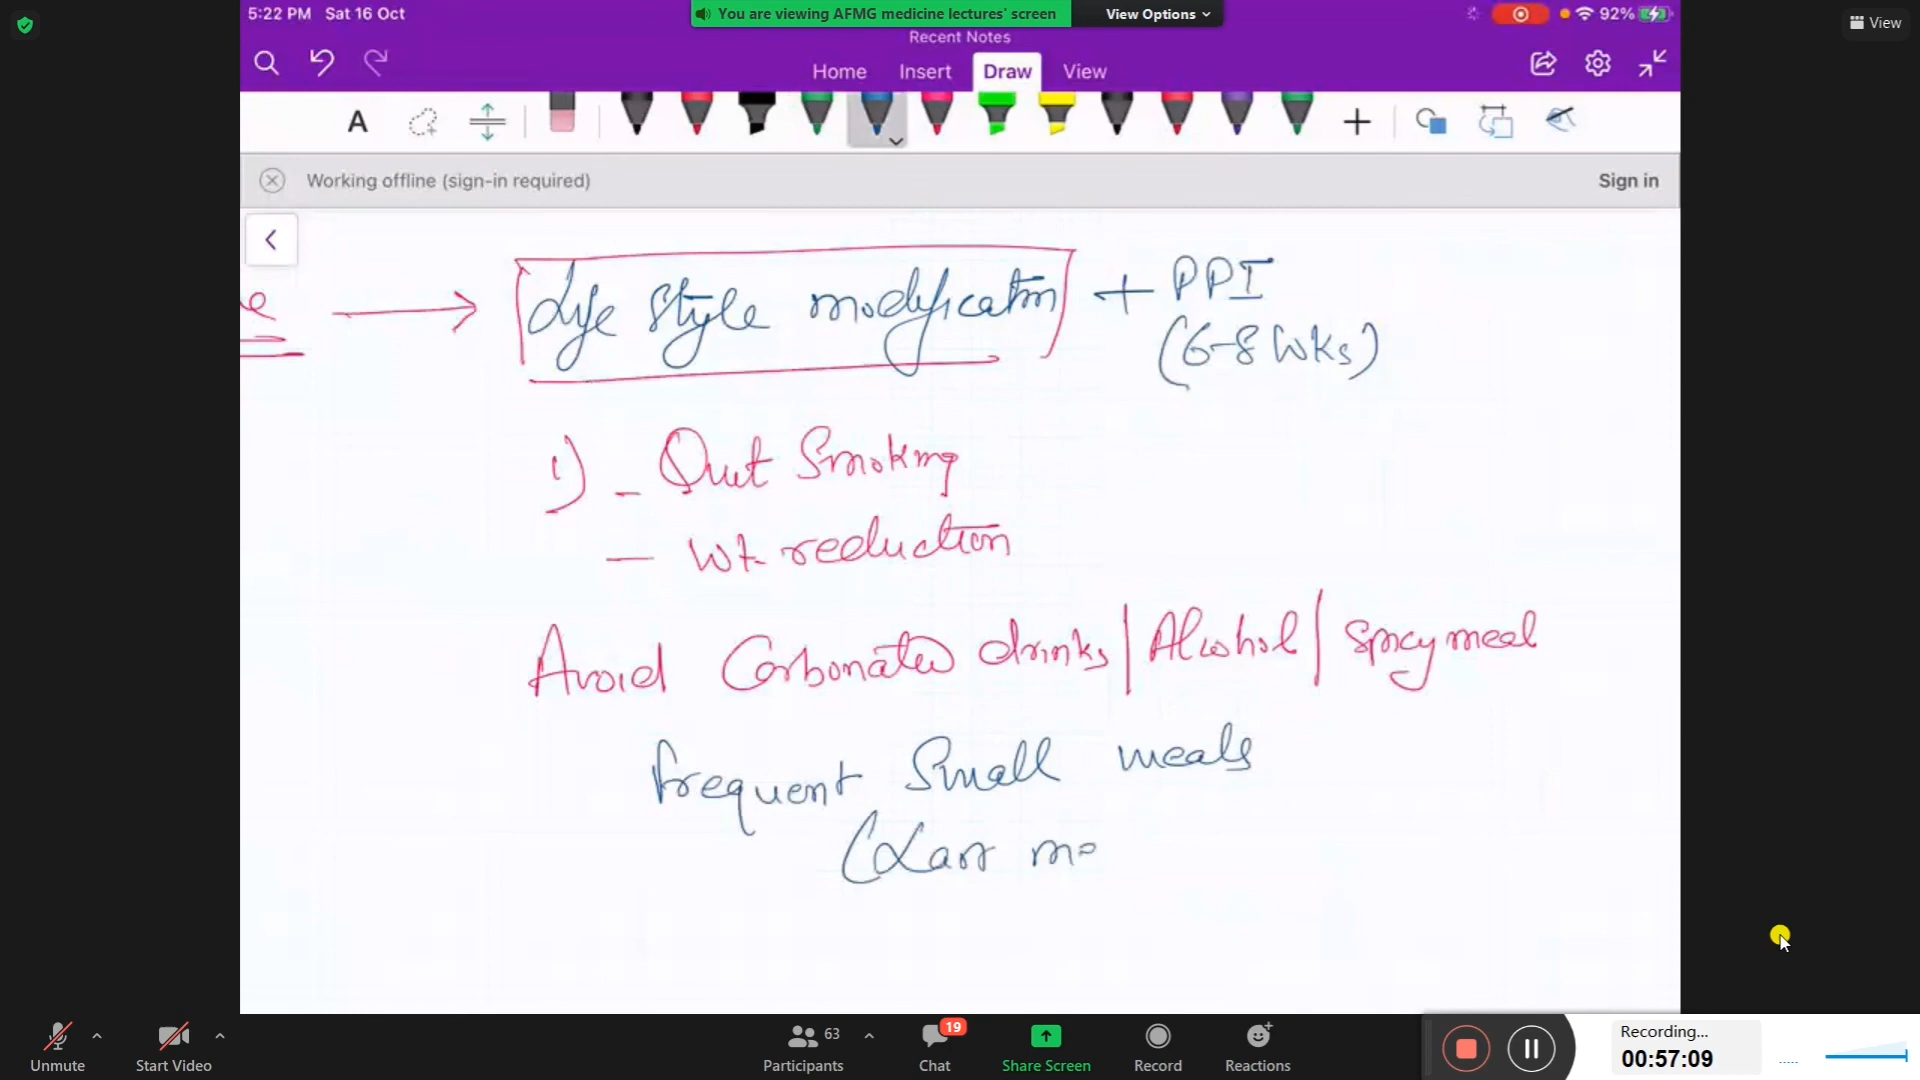 5:22 PM Sat 16 Oct
You are viewing AFMG medicine lectures' screen
View Options
92%
View
Recent Notes
Home Insert Draw View
A
Working offline (sign-in required)
Sign in
Life Style modification + PPI
(6-8 wks)
1) - Quit Smoking
- Wt. reduction
Avoid Carbonated drinks | Alcohol | Spicy meal
frequent Small meals
Unmute
Start Video
63
Participants
19
Chat
Share Screen
Record
Reactions
Recording...
00:57:09